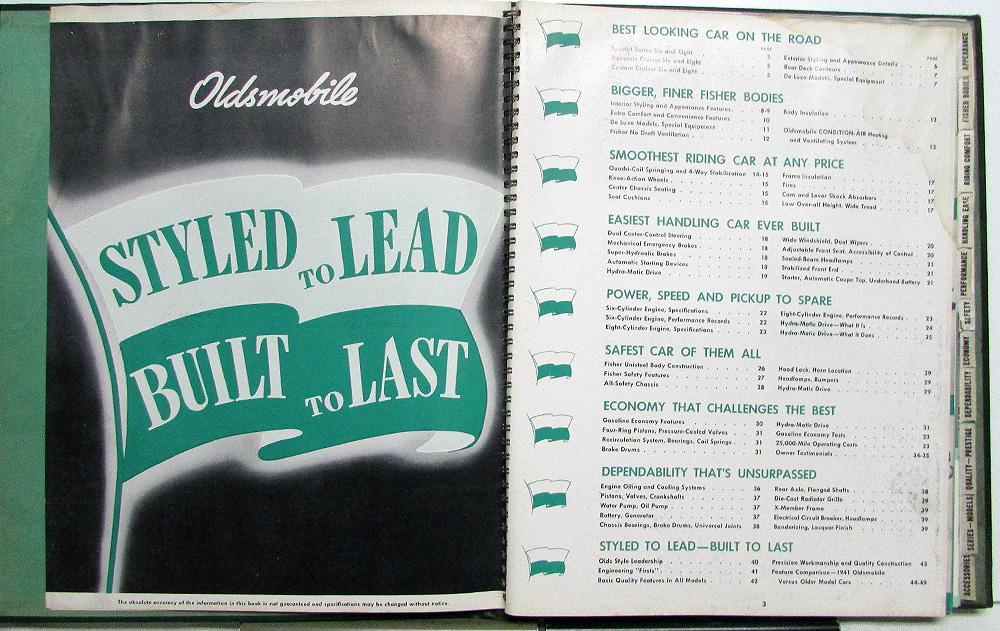 Oldsmobile
STYLED TO LEAD
BUILT TO LAST
The absolute accuracy of the information in this book is not guaranteed and specifications may be changed without notice.
BEST LOOKING CAR ON THE ROAD
PAGE
Special Series Six and Eight 5
Dynamic Cruiser Six and Eight 5
Custom Cruiser Six and Eight 5
PAGE
Exterior Styling and Appearance Details 6
Rear Deck Contours 7
De Luxe Models, Special Equipment 7
BIGGER, FINER FISHER BODIES
Interior Styling and Appearance Features 8-9
Extra Comfort and Convenience Features 10
De Luxe Models, Special Equipment 11
Fisher No Draft Ventilation 12
Body Insulation 12
Oldsmobile CONDITION-AIR Heating
and Ventilating System 13
SMOOTHEST RIDING CAR AT ANY PRICE
Quadri-Coil Springing and 4-Way Stabilization 14-15
Knee-Action Wheels 15
Center Chassis Seating 15
Seat Cushions 15
Frame Insulation 17
Tires 17
Cam and Lever Shock Absorbers 17
Low Over-all Height, Wide Tread 17
EASIEST HANDLING CAR EVER BUILT
Dual Center-Control Steering 18
Mechanical Emergency Brakes 18
Super-Hydraulic Brakes 18
Automatic Starting Devices 18
Hydra-Matic Drive 19
Wide Windshield, Dual Wipers 20
Adjustable Front Seat, Accessibility of Control 20
Sealed-Beam Headlamps 21
Stabilized Front End 21
Starter, Automatic Coupe Top, Underhood Battery 21
POWER, SPEED AND PICKUP TO SPARE
Six-Cylinder Engine, Specifications 22
Six-Cylinder Engine, Performance Records 22
Eight-Cylinder Engine, Specifications 23
Eight-Cylinder Engine, Performance Records 23
Hydra-Matic Drive—What It Is 24
Hydra-Matic Drive—What It Does 25
SAFEST CAR OF THEM ALL
Fisher Unisteel Body Construction 26
Fisher Safety Features 27
All-Safety Chassis 28
Hood Lock, Horn Location 29
Headlamps, Bumpers 29
Hydra-Matic Drive 29
ECONOMY THAT CHALLENGES THE BEST
Gasoline Economy Features 30
Four-Ring Pistons, Pressure-Cooled Valves 31
Recirculation System, Bearings, Coil Springs 31
Brake Drums 31
Hydra-Matic Drive 31
Gasoline Economy Tests 33
25,000-Mile Operating Costs 33
Owner Testimonials 34-35
DEPENDABILITY THAT'S UNSURPASSED
Engine Oiling and Cooling Systems 36
Pistons, Valves, Crankshafts 37
Water Pump, Oil Pump 37
Battery, Generator 37
Chassis Bearings, Brake Drums, Universal Joints 38
Rear Axle, Flanged Shafts 38
Die-Cast Radiator Grille 39
X-Member Frame 39
Electrical Circuit Breaker, Headlamps 39
Bonderizing, Lacquer Finish 39
STYLED TO LEAD—BUILT TO LAST
Olds Style Leadership 40
Engineering "Firsts" 41
Basic Quality Features in All Models 42
Precision Workmanship and Quality Construction 43
Feature Comparison—1941 Oldsmobile
Versus Older Model Cars 44-49
3
APPEARANCE
FISHER BODIES
RIDING COMFORT
HANDLING EASE
PERFORMANCE
SAFETY
ECONOMY
DEPENDABILITY
QUALITY—PRESTIGE
SERIES—MODELS
ACCESSORIES